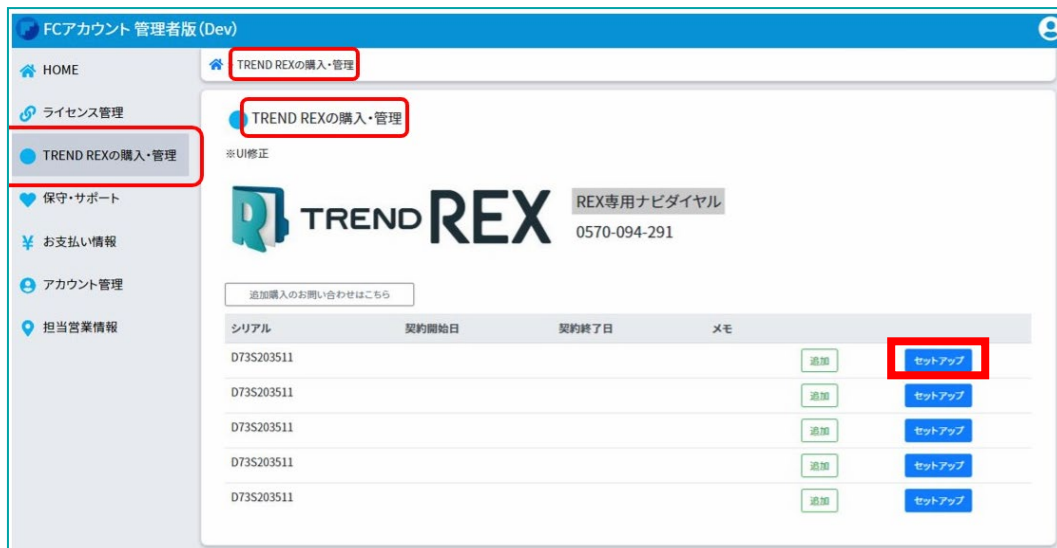 FCアカウント 管理者版(Dev)
HOME
ライセンス管理
TREND REXの購入・管理
保守・サポート
お支払い情報
アカウント管理
担当営業情報
TREND REXの購入・管理
TREND REXの購入・管理
※UI修正
TREND REX
REX専用ナビダイヤル
0570-094-291
追加購入のお問い合わせはこちら
シリアル 契約開始日 契約終了日 メモ
D73S203511 追加 セットアップ
D73S203511 追加 セットアップ
D73S203511 追加 セットアップ
D73S203511 追加 セットアップ
D73S203511 追加 セットアップ